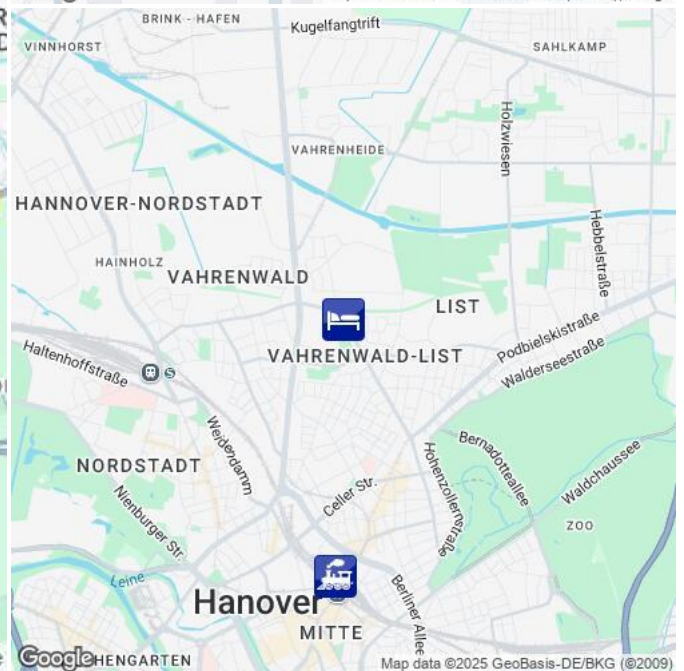 BRINK - HAFEN
Kugelfangtrift
VINNHORST
SAHLKAMP
Holzwiesen
VAHRENHEIDE
HANNOVER-NORDSTADT
Hebbelstraße
HAINHOLZ
VAHRENWALD
LIST
Podbielskistraße
VAHRENWALD-LIST
Walderseestraße
Haltenhoffstraße
S
Weidendamm
Bernadotteallee
NORDSTADT
Hohenzollernstraße
Waldchaussee
Celler Str.
Nienburger Str.
ZOO
Leine
Hanover
Berliner Allee
MITTE
Google
HENGARTEN
Map data ©2025 GeoBasis-DE/BKG (©2009)